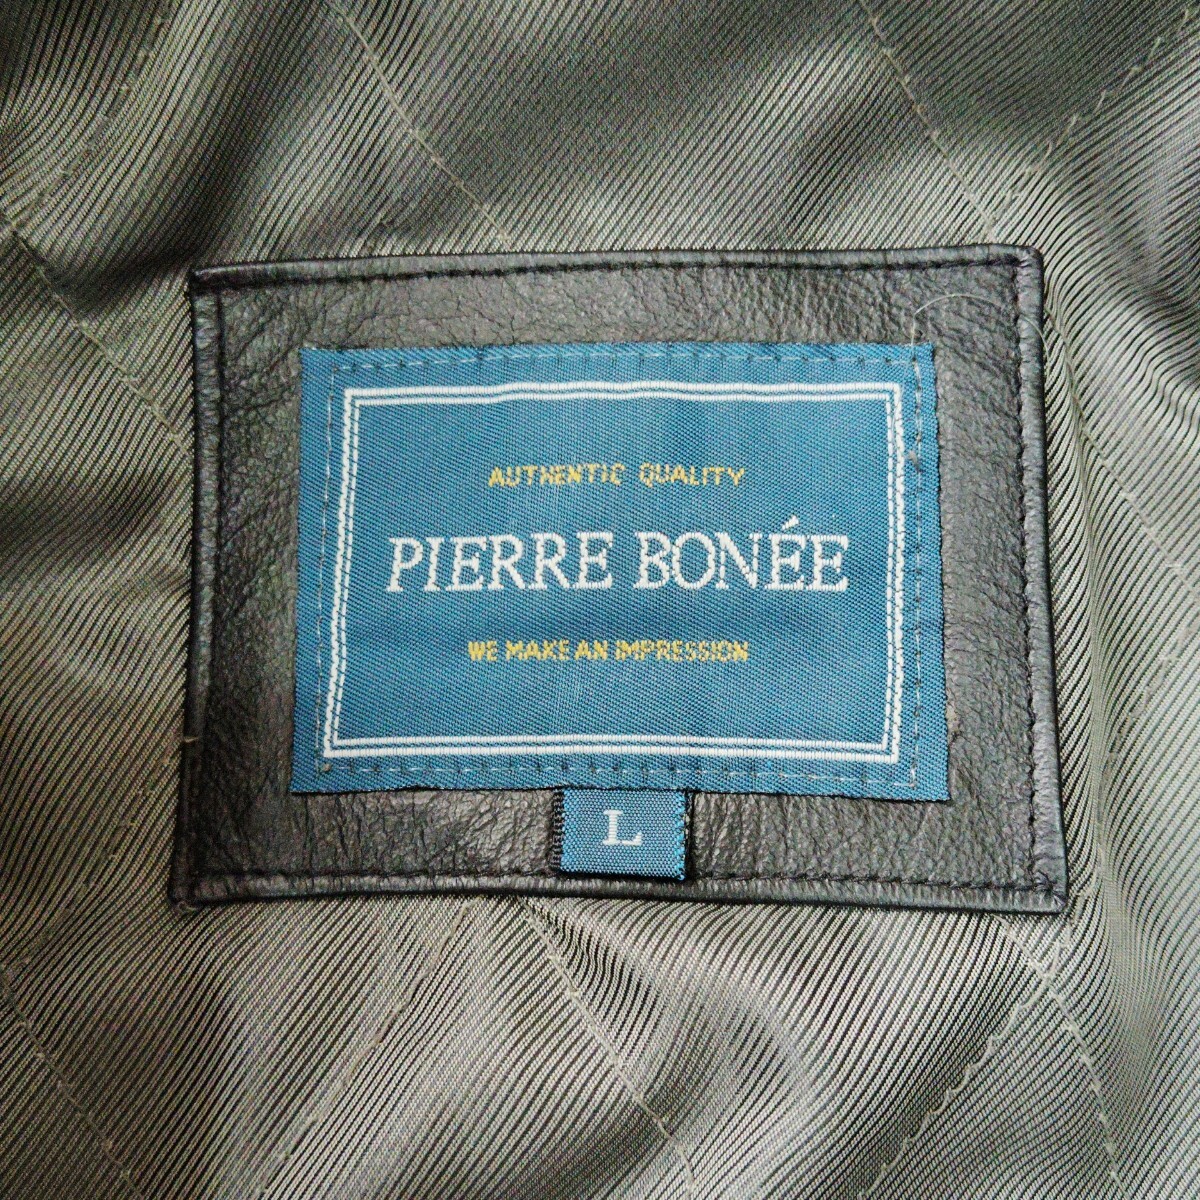 AUTHENTIC QUALITY
PIERRE BONÉE
WE MAKE AN IMPRESSION
L